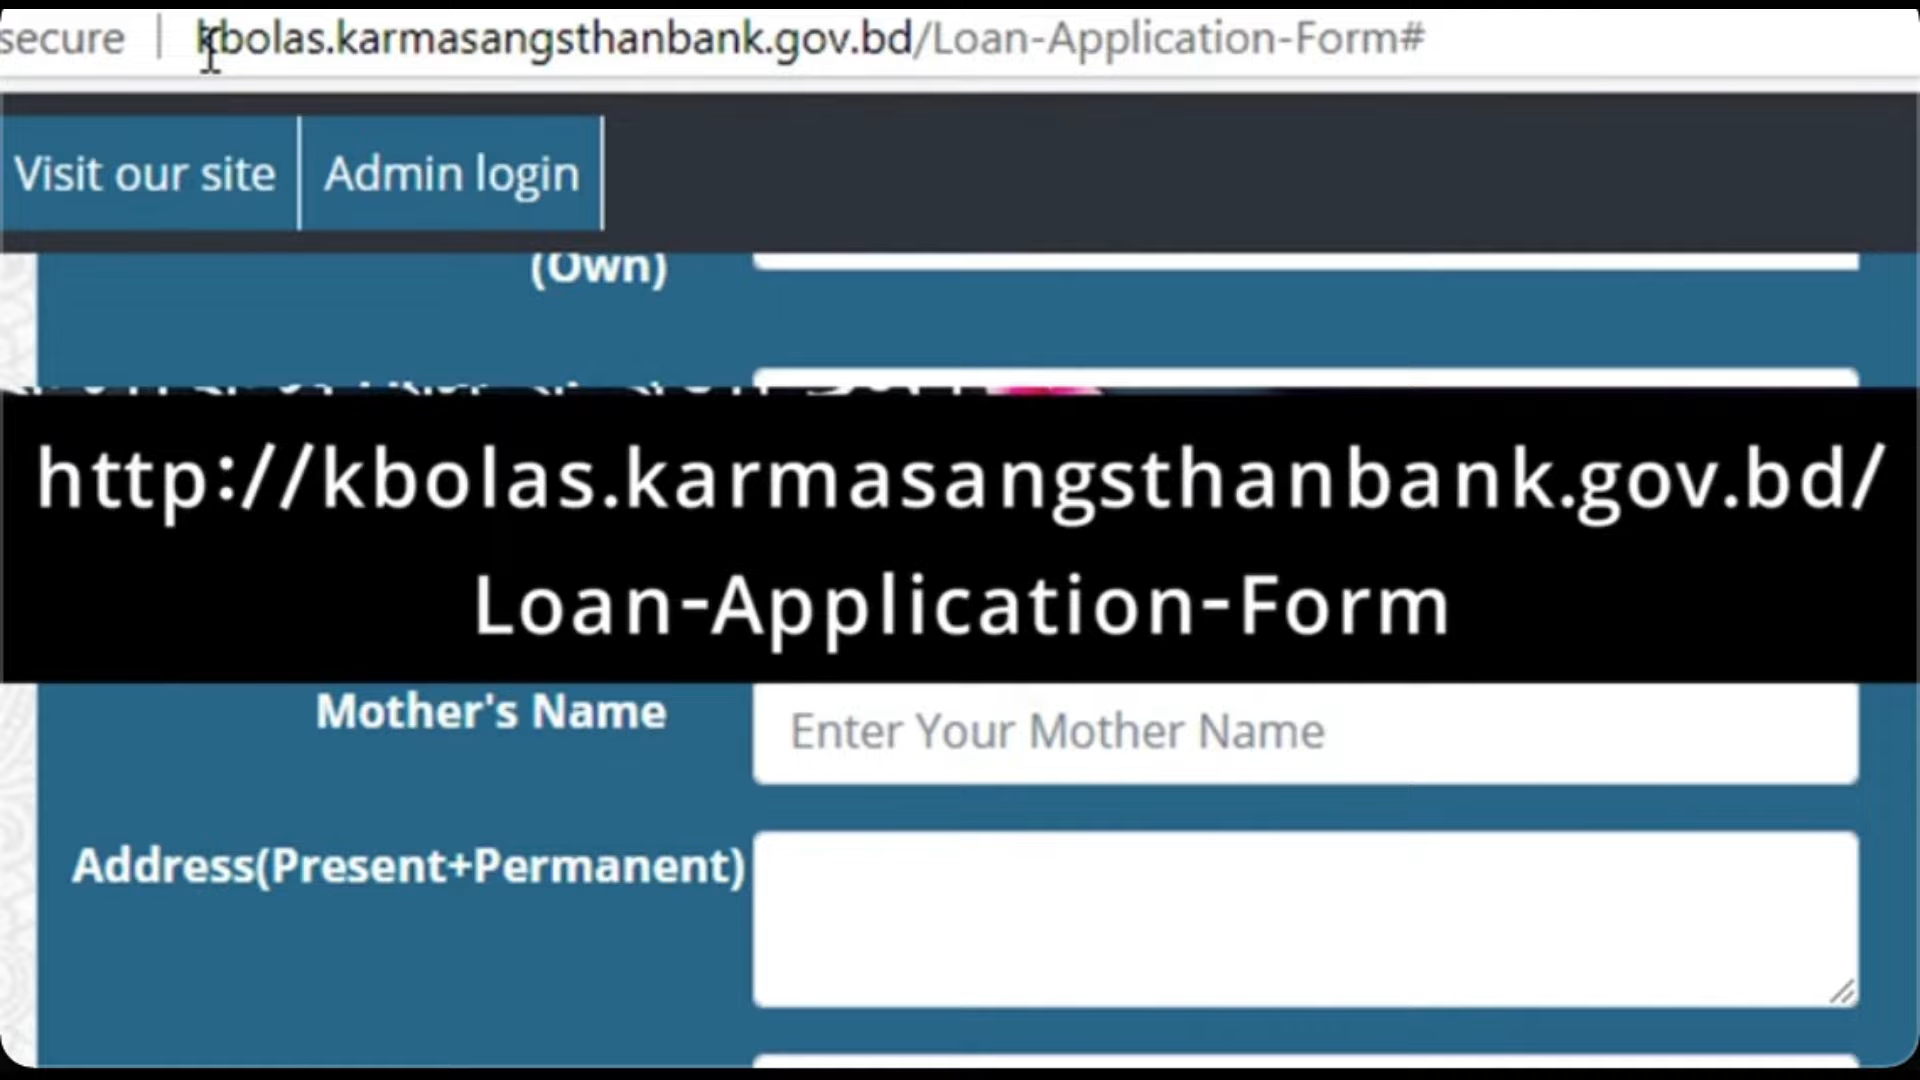 secure | kbolas.karmasangsthanbank.gov.bd/Loan-Application-Form#
Visit our site
Admin login
(Own)
http://kbolas.karmasangsthanbank.gov.bd/
Loan-Application-Form
Mother's Name
Enter Your Mother Name
Address(Present+Permanent)